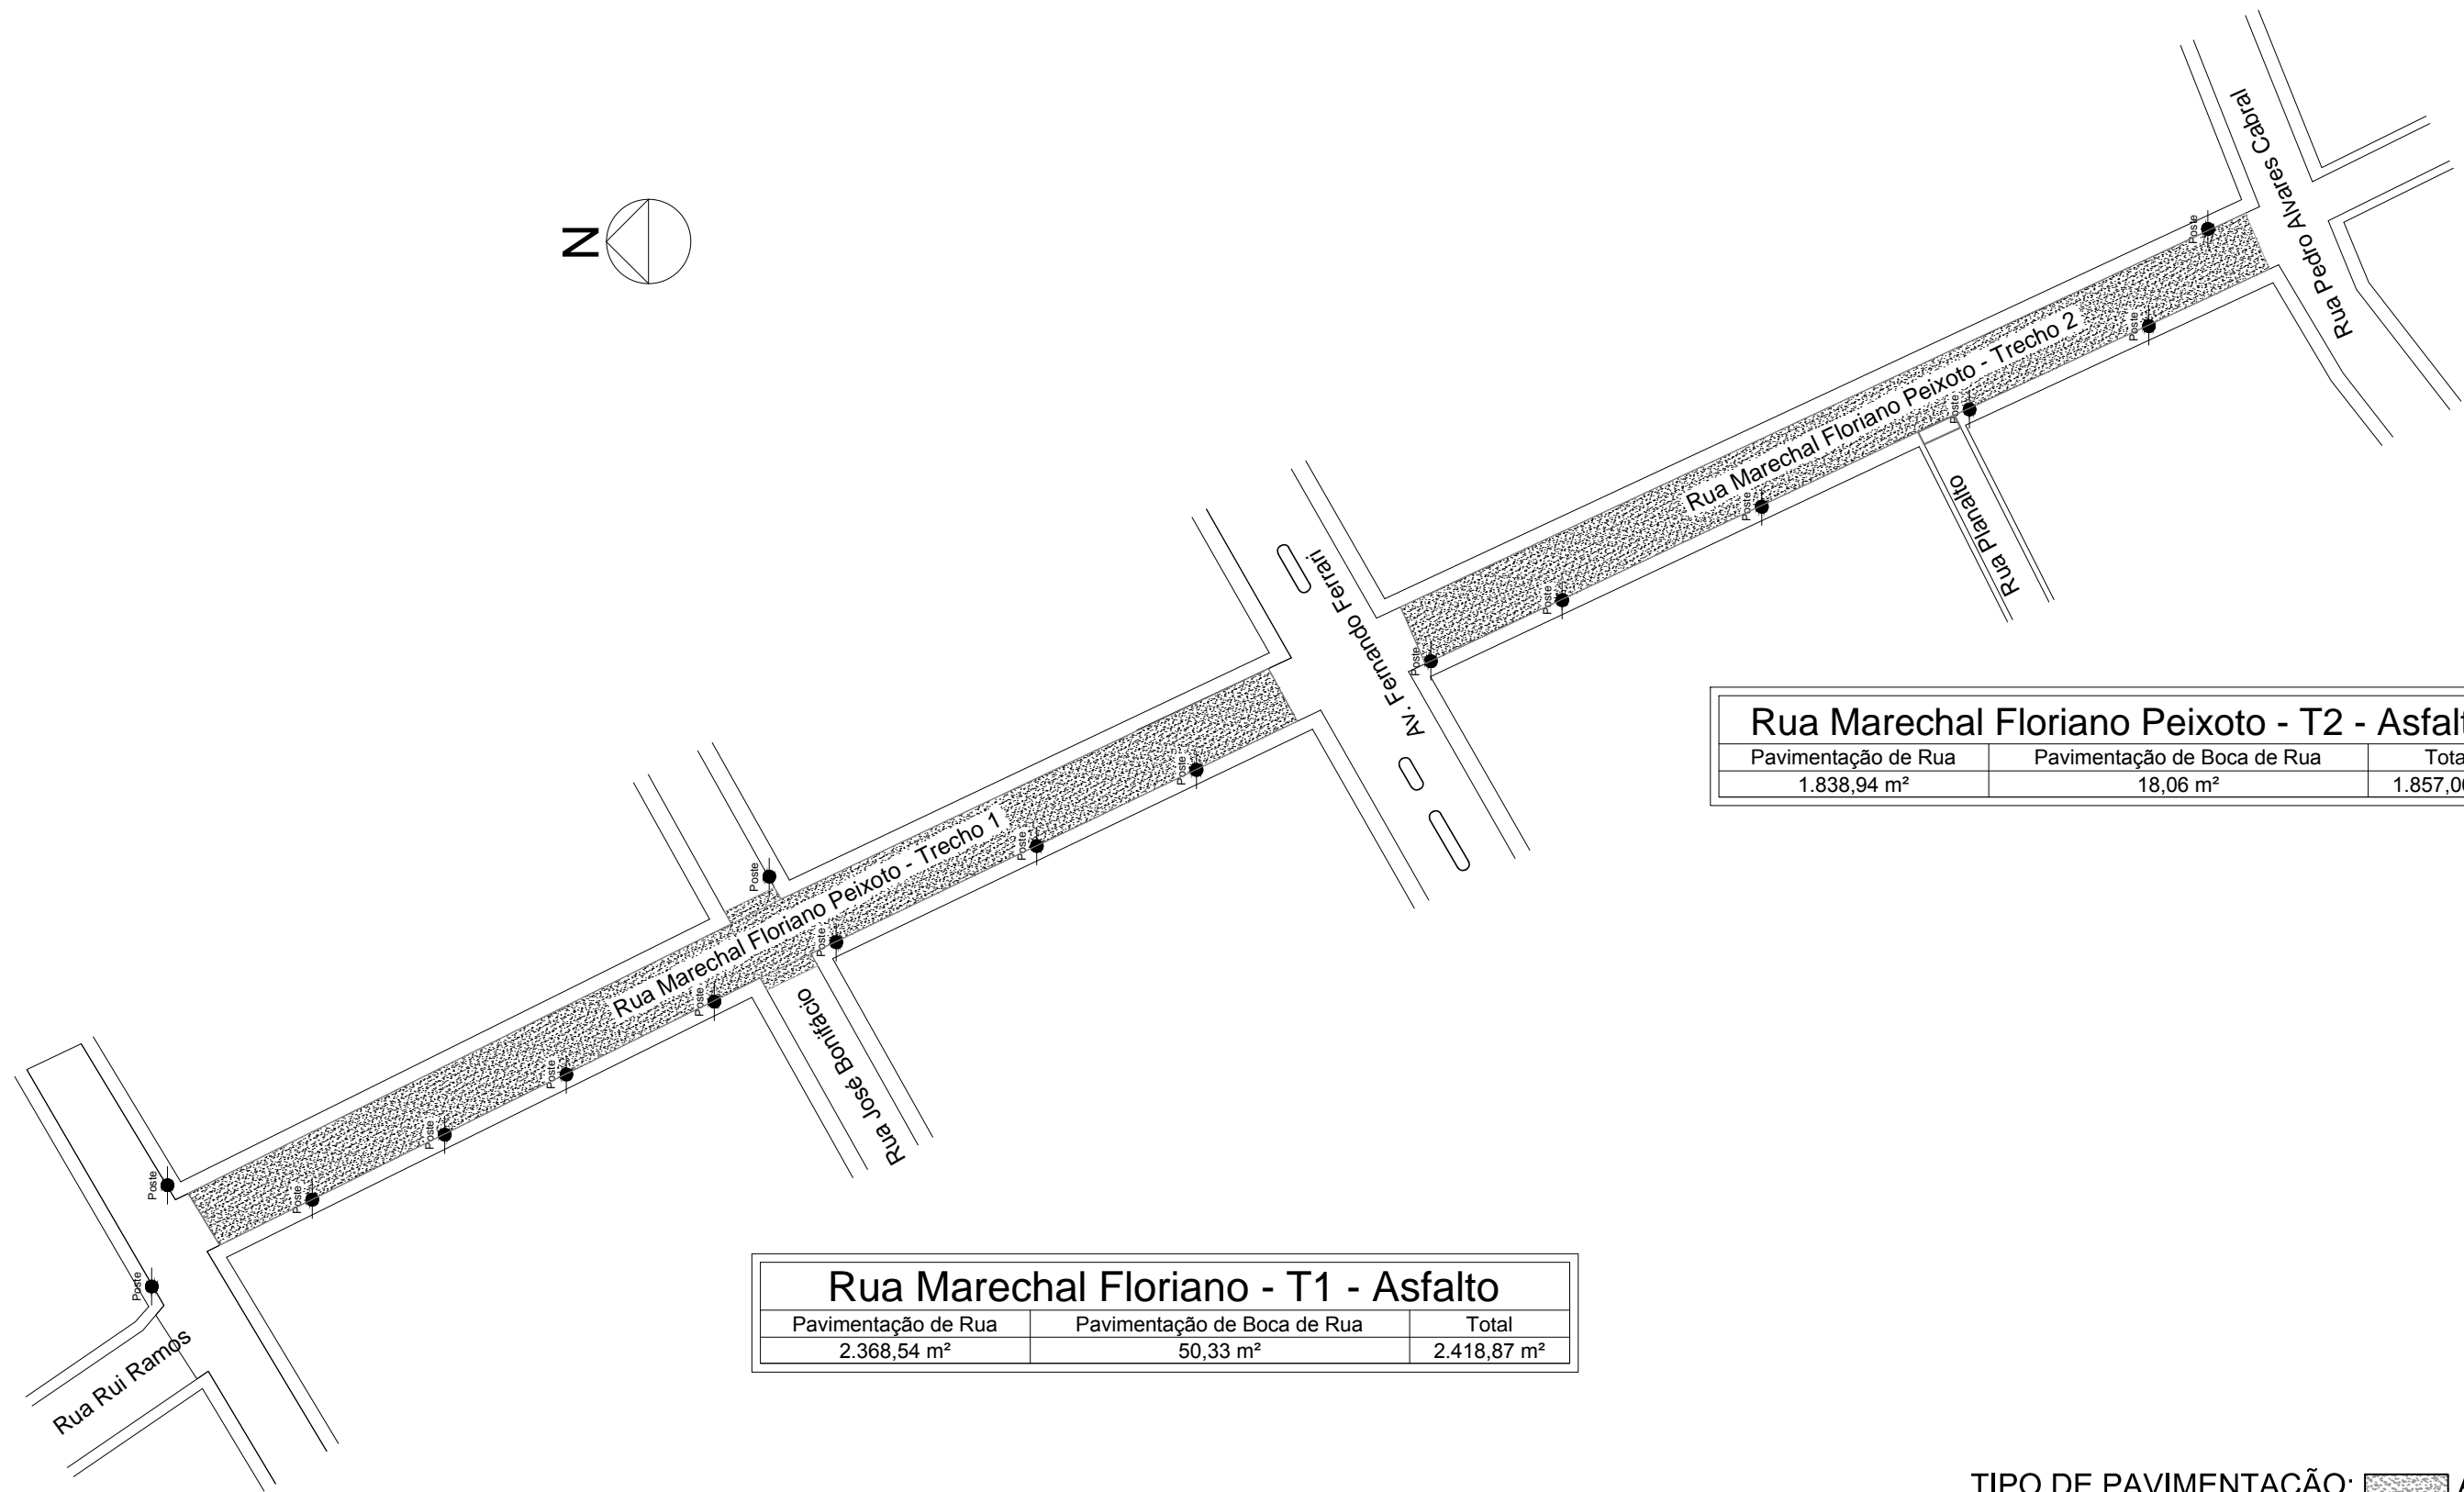 N
Rua Pedro Alvares Cabral
Poste
Poste
Rua Marechal Floriano Peixoto - Trecho 2
Poste
Poste
Rua Planalto
Av. Fernando Ferrari
Poste
Poste
Rua Marechal Floriano Peixoto - T2 - Asfalt
Pavimentação de Rua Pavimentação de Boca de Rua Tota
1.838,94 m² 18,06 m² 1.857,00
Poste
Poste
Rua Marechal Floriano Peixoto - Trecho 1
Poste
Poste
Poste
Rua José Bonifácio
Poste
Poste
Poste
Poste
Poste
Rua Rui Ramos
Rua Marechal Floriano - T1 - Asfalto
Pavimentação de Rua Pavimentação de Boca de Rua Total
2.368,54 m² 50,33 m² 2.418,87 m²
TIPO DE PAVIMENTAÇÃO: